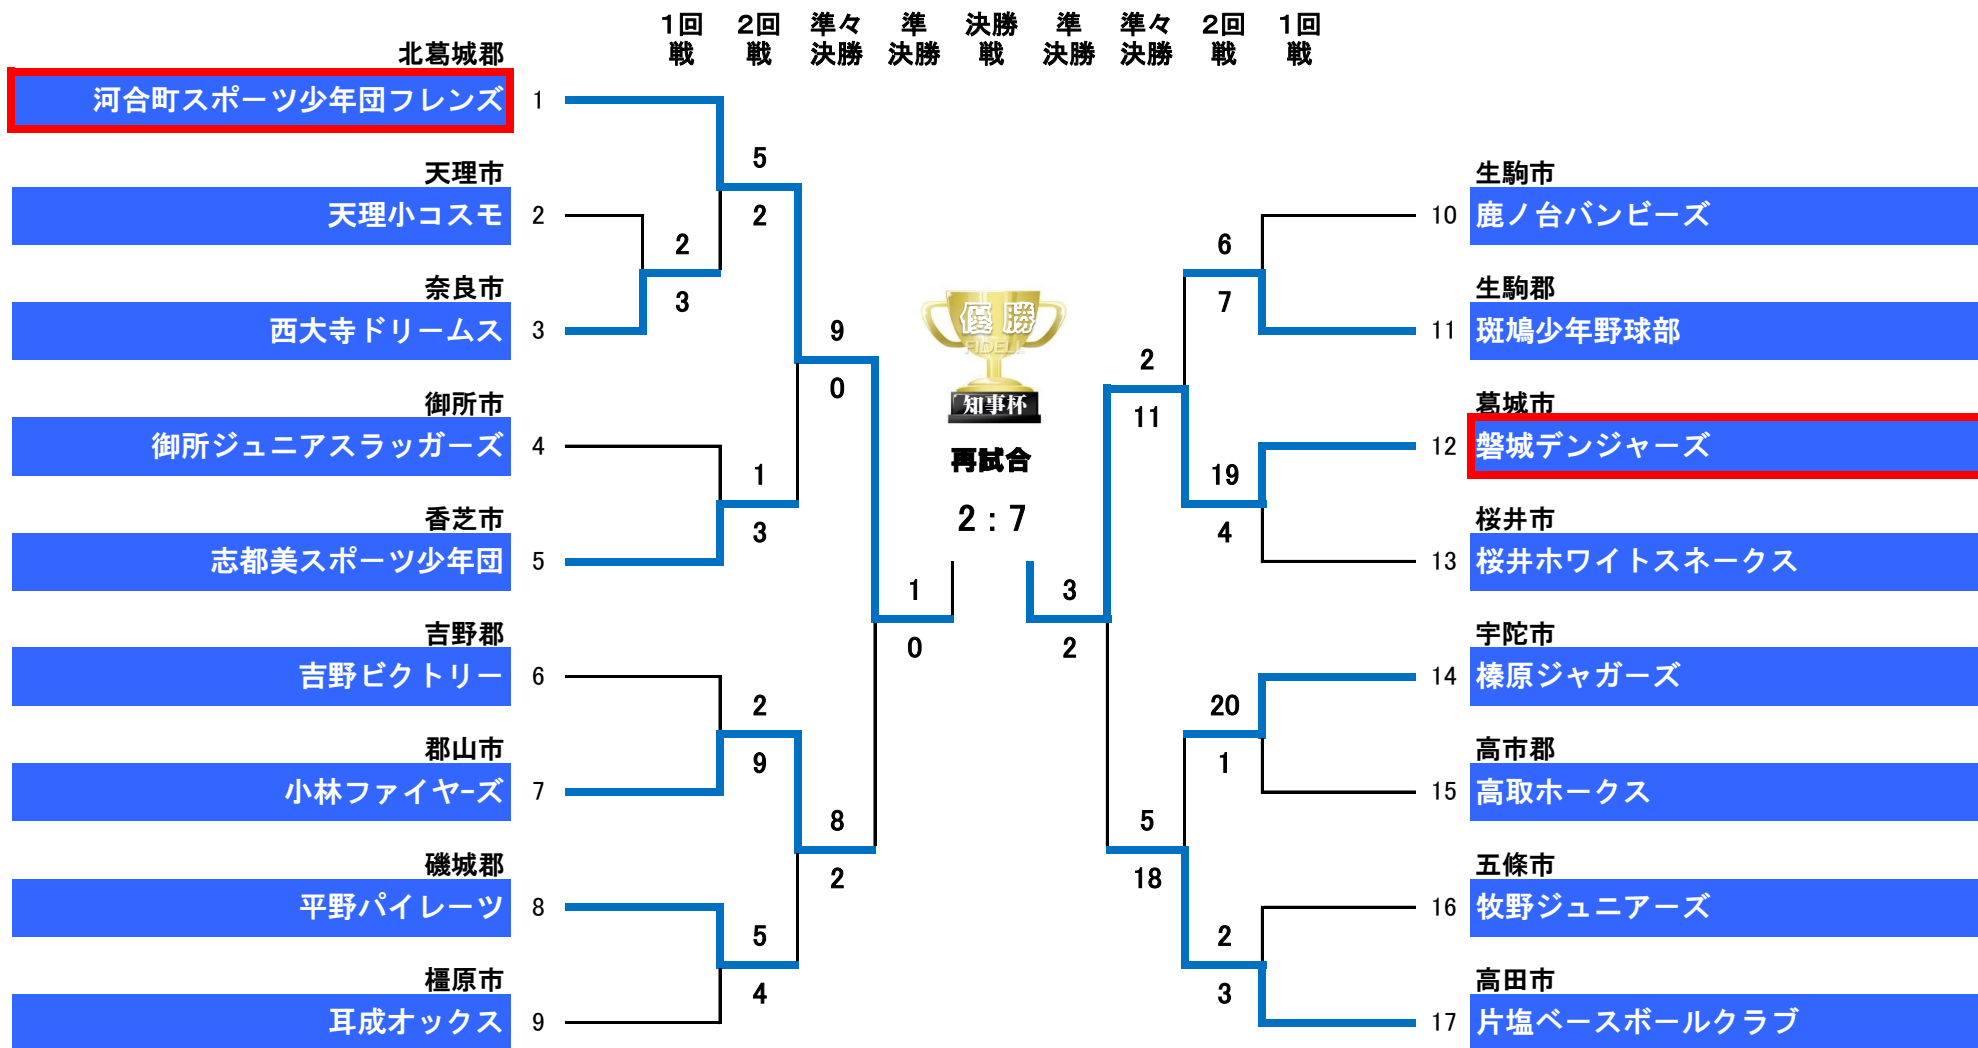 1回戦
2回戦
準々決勝
準決勝
決勝戦
準決勝
準々決勝
2回戦
1回戦
北葛城郡
河合町スポーツ少年団フレンズ 1
天理市
天理小コスモ 2
奈良市
西大寺ドリームス 3
御所市
御所ジュニアスラッガーズ 4
香芝市
志都美スポーツ少年団 5
吉野郡
吉野ビクトリー 6
郡山市
小林ファイヤーズ 7
磯城郡
平野パイレーツ 8
橿原市
耳成オックス 9
2
3
5
2
1
3
2
9
5
4
9
0
8
2
1
0
優勝
FIDELI
知事杯
再試合
2：7
3
2
2
11
5
18
6
7
19
4
20
1
2
3
生駒市
10 鹿ノ台バンビーズ
生駒郡
11 斑鳩少年野球部
葛城市
12 磐城デンジャーズ
桜井市
13 桜井ホワイトスネークス
宇陀市
14 榛原ジャガーズ
高市郡
15 高取ホークス
五條市
16 牧野ジュニアーズ
高田市
17 片塩ベースボールクラブ